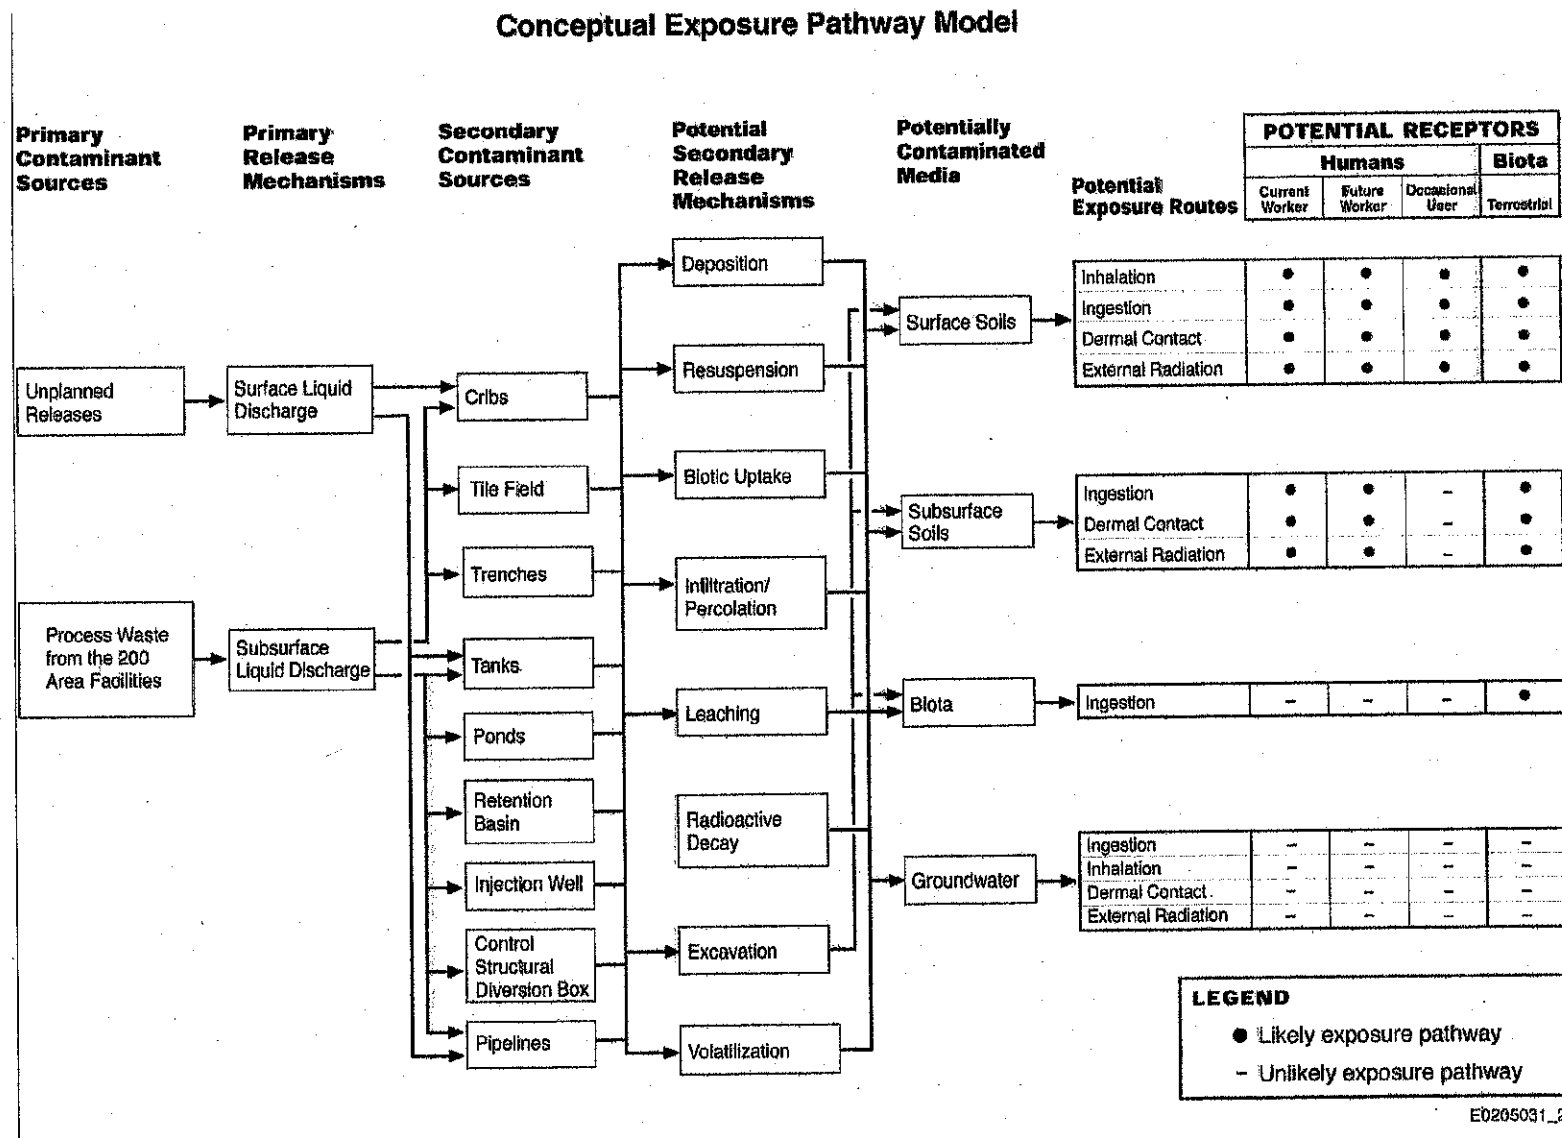 Conceptual Exposure Pathway Model
Primary
Contaminant
Sources
Primary
Release
Mechanisms
Secondary
Contaminant
Sources
Potential
Secondary
Release
Mechanisms
Potentially
Contaminated
Media
Potential
Exposure Routes
POTENTIAL RECEPTORS
Humans
Biota
Current
Worker
Future
Worker
Occasional
User
Terrestrial
Unplanned
Releases
Process Waste
from the 200
Area Facilities
Surface Liquid
Discharge
Subsurface
Liquid Discharge
Cribs
Tile Field
Trenches
Tanks
Ponds
Retention
Basin
Injection Well
Control
Structural
Diversion Box
Pipelines
Deposition
Resuspension
Biotic Uptake
Infiltration/
Percolation
Leaching
Radioactive
Decay
Excavation
Volatilization
Surface Soils
Subsurface
Soils
Biota
Groundwater
Inhalation ● ● ● ●
Ingestion ● ● ● ●
Dermal Contact ● ● ● ●
External Radiation ● ● ● ●
Ingestion ● ● – ●
Dermal Contact ● ● – ●
External Radiation ● ● – ●
Ingestion – – – ●
Ingestion – – – –
Inhalation – – – –
Dermal Contact – – – –
External Radiation – – – –
LEGEND
● Likely exposure pathway
– Unlikely exposure pathway
E0205031_2